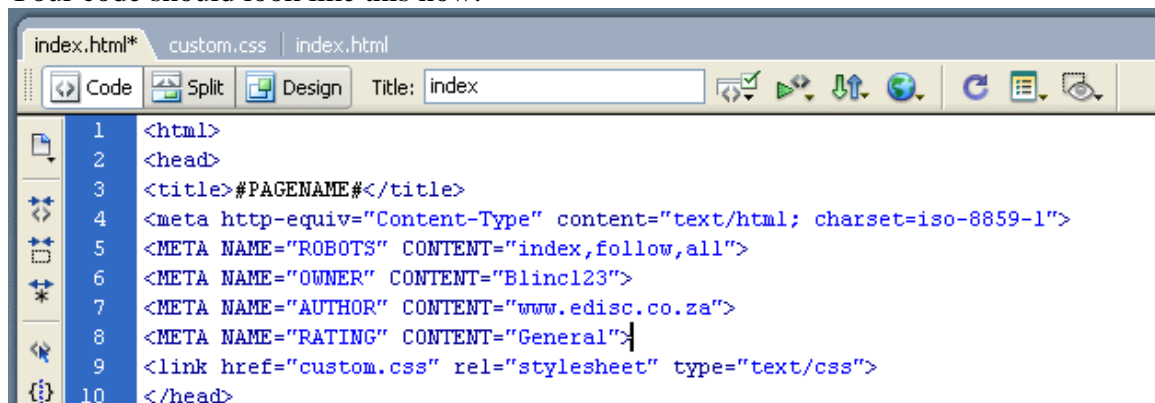 Your code should look like this now:
index.html* custom.css index.html
Code Split Design Title: index
1 <html>
2 <head>
3 <title>#PAGENAME#</title>
4 <meta http-equiv="Content-Type" content="text/html; charset=iso-8859-1">
5 <META NAME="ROBOTS" CONTENT="index,follow,all">
6 <META NAME="OWNER" CONTENT="Blinc123">
7 <META NAME="AUTHOR" CONTENT="www.edisc.co.za">
8 <META NAME="RATING" CONTENT="General">
9 <link href="custom.css" rel="stylesheet" type="text/css">
10 </head>